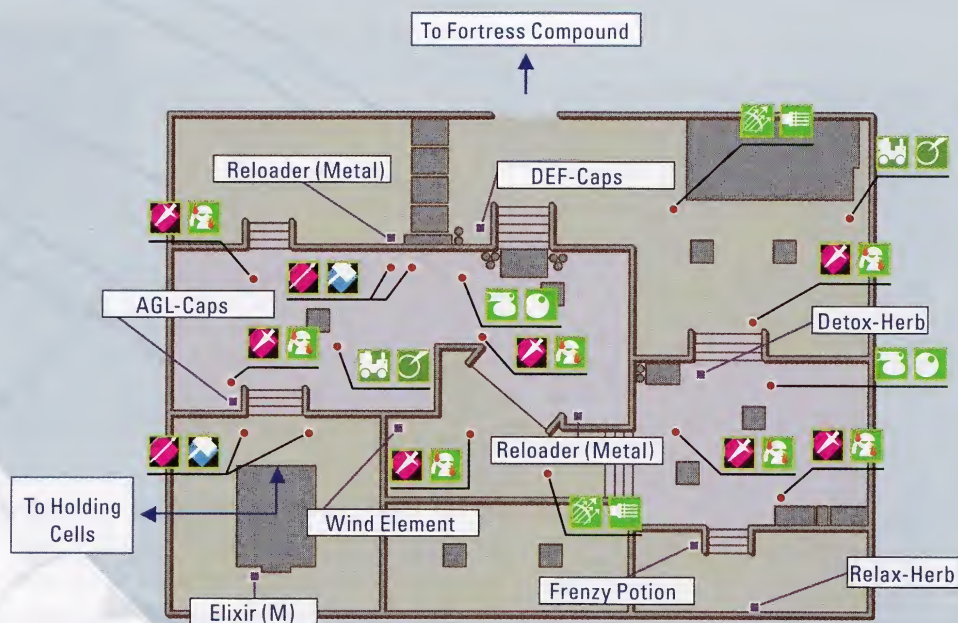 To Fortress Compound
Reloader (Metal)
DEF-Caps
AGL-Caps
Detox-Herb
Reloader (Metal)
To Holding
Cells
Wind Element
Frenzy Potion
Relax-Herb
Elixir (M)